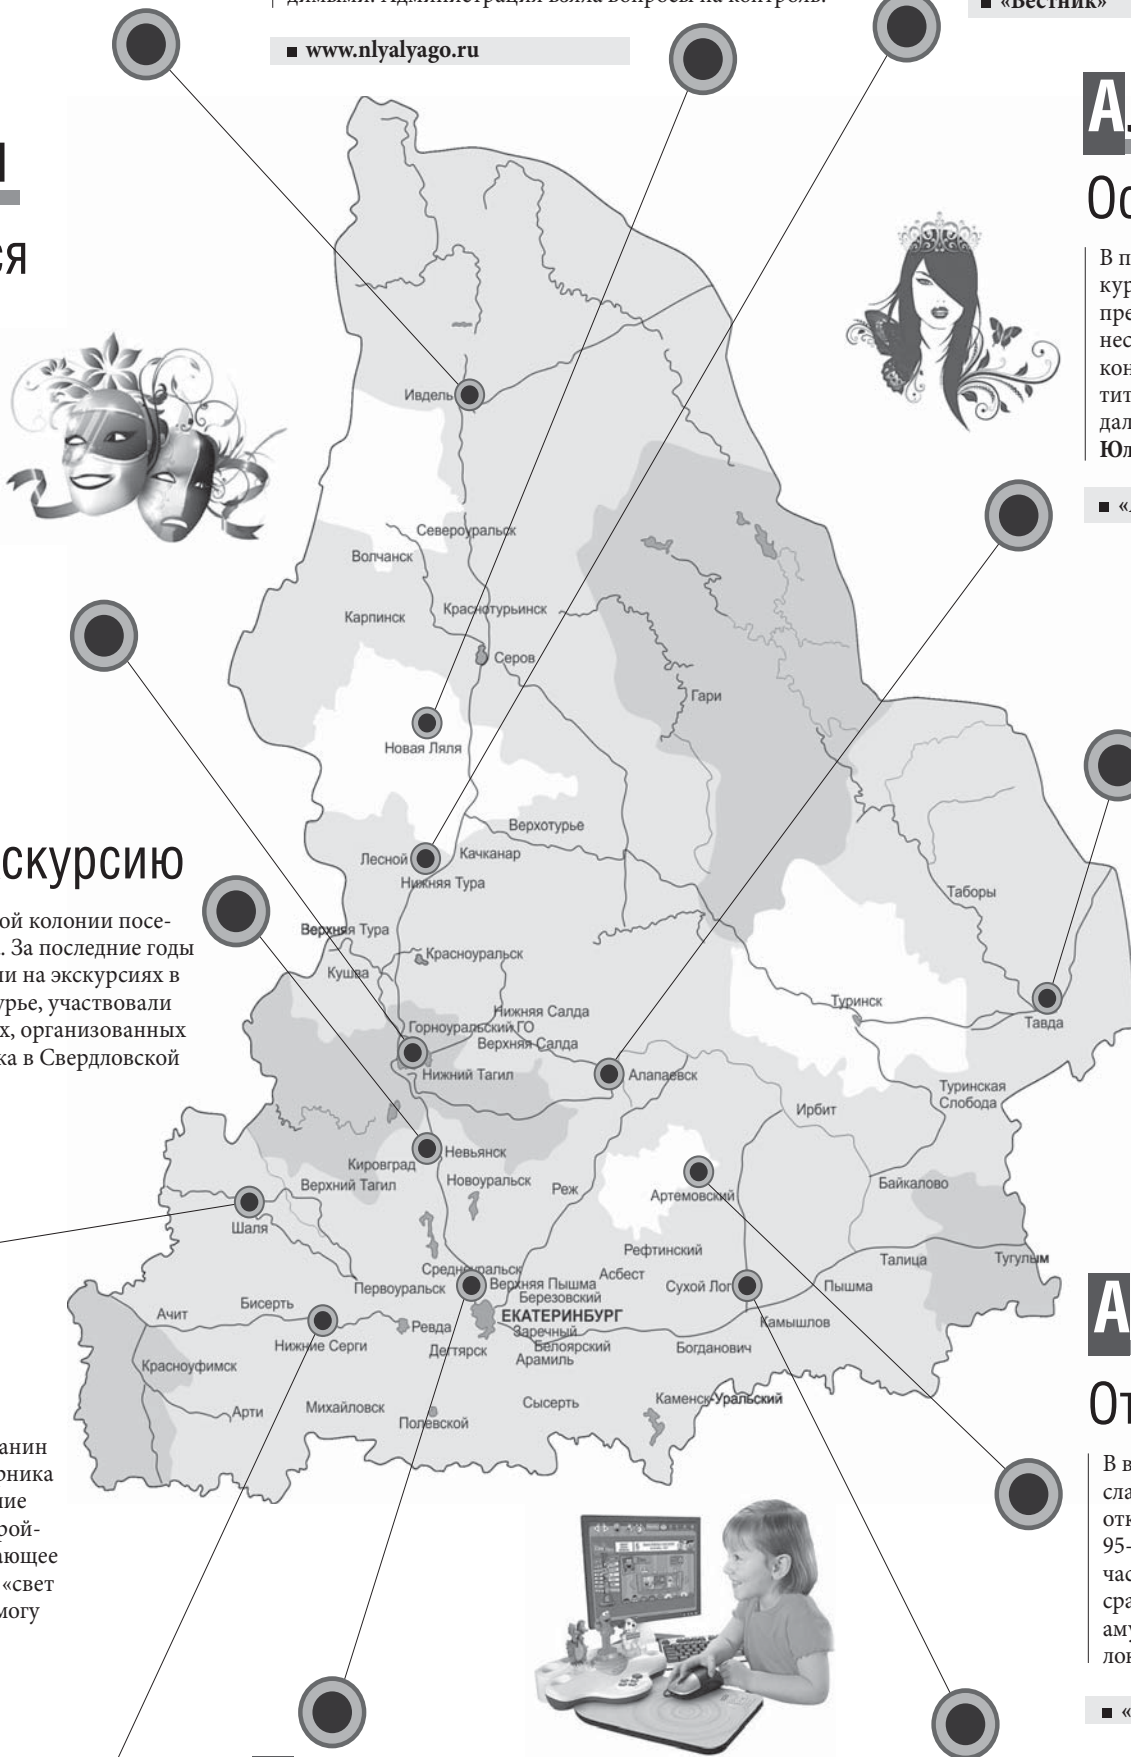 димыми. Администрация взяла вопросы на контроль.
■ www.nlyalyago.ru
■ «Вестник»
ся
скурсию
ой колонии посе-
. За последние годы
ли на экскурсиях в
урье, участвовали
х, организованных
ка в Свердловской
анин
рника
ние
рой-
ающее
«свет
могу
Ивдель
Североуральск
Волчанск
Карпинск
Краснотурьинск
Серов
Гари
Новая Ляля
Верхотурье
Лесной
Качканар
Нижняя Тура
Таборы
Верхняя Тура
Красноуральск
Кушва
Туринск
Тавда
Нижняя Салда
Горноуральский ГО
Верхняя Салда
Нижний Тагил
Алапаевск
Туринская
Слобода
Ирбит
Невьянск
Кировград
Верхний Тагил
Новоуральск
Реж
Артемовский
Байкалово
Шаля
Рефтинский
Талица
Тугулым
Среднеуральск
Первоуральск
Верхняя Пышма
Асбест
Сухой Лог
Пышма
Березовский
ЕКАТЕРИНБУРГ
Ачит
Бисерть
Камышлов
Ревда
Заречный
Нижние Серги
Дегтярск
Белоярский
Арамиль
Богданович
Красноуфимск
Арти
Михайловск
Полевской
Сысерть
Каменск-Уральский
А
Ос
В п
кур
пре
нес
кон
тит
дал
Юл
А
От
В в
сла
отк
95-
час
сра
аму
лок